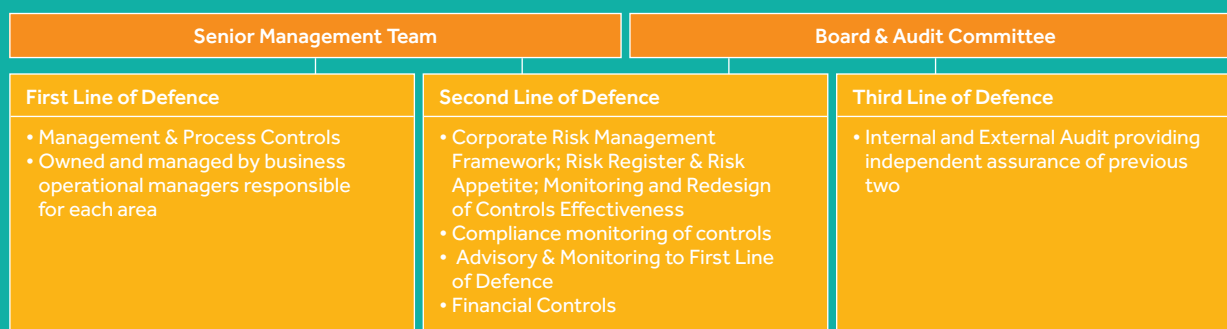 Senior Management Team
Board & Audit Committee
First Line of Defence
• Management & Process Controls
• Owned and managed by business
operational managers responsible
for each area
Second Line of Defence
• Corporate Risk Management
Framework; Risk Register & Risk
Appetite; Monitoring and Redesign
of Controls Effectiveness
• Compliance monitoring of controls
• Advisory & Monitoring to First Line
of Defence
• Financial Controls
Third Line of Defence
• Internal and External Audit providing
independent assurance of previous
two